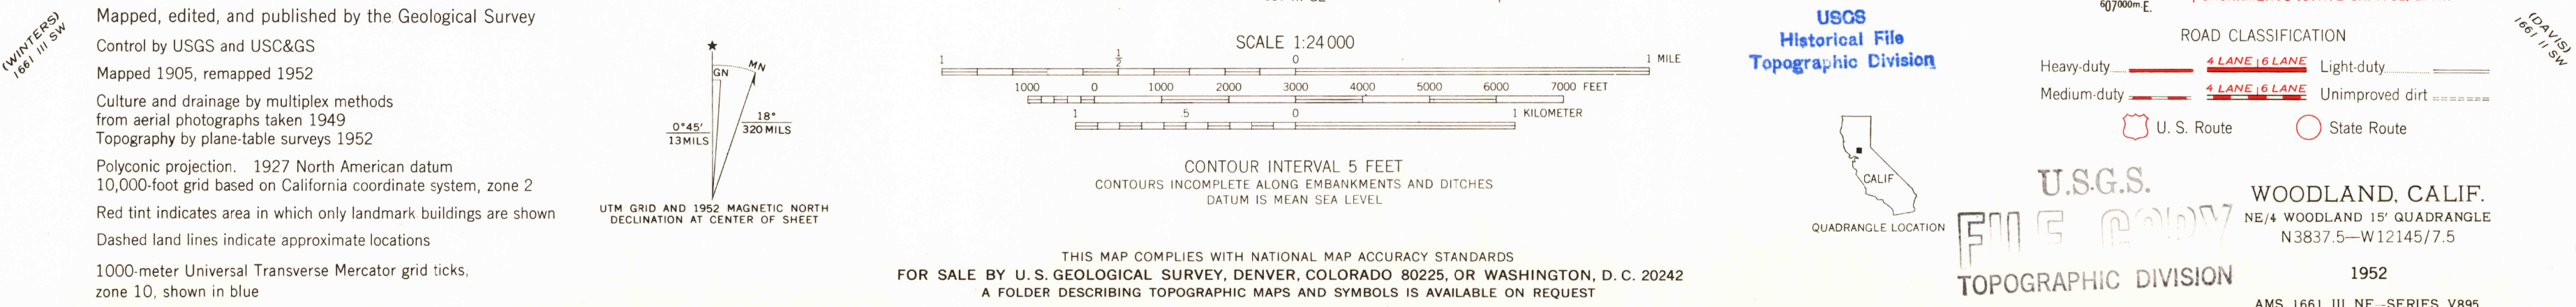 (WINTERS)
1661 III SW
Mapped, edited, and published by the Geological Survey
Control by USGS and USC&GS
Mapped 1905, remapped 1952
Culture and drainage by multiplex methods
from aerial photographs taken 1949
Topography by plane-table surveys 1952
Polyconic projection. 1927 North American datum
10,000-foot grid based on California coordinate system, zone 2
Red tint indicates area in which only landmark buildings are shown
Dashed land lines indicate approximate locations
1000-meter Universal Transverse Mercator grid ticks,
zone 10, shown in blue
★
GN
MN
0°45′
13 MILS
18°
320 MILS
UTM GRID AND 1952 MAGNETIC NORTH
DECLINATION AT CENTER OF SHEET
SCALE 1:24 000
1 ½ 0 1 MILE
1000 0 1000 2000 3000 4000 5000 6000 7000 FEET
1 .5 0 1 KILOMETER
CONTOUR INTERVAL 5 FEET
CONTOURS INCOMPLETE ALONG EMBANKMENTS AND DITCHES
DATUM IS MEAN SEA LEVEL
THIS MAP COMPLIES WITH NATIONAL MAP ACCURACY STANDARDS
FOR SALE BY U. S. GEOLOGICAL SURVEY, DENVER, COLORADO 80225, OR WASHINGTON, D. C. 20242
A FOLDER DESCRIBING TOPOGRAPHIC MAPS AND SYMBOLS IS AVAILABLE ON REQUEST
USGS
Historical File
Topographic Division
CALIF
QUADRANGLE LOCATION
607000m.E.
(DAVIS)
1661 II SW
ROAD CLASSIFICATION
Heavy-duty 4 LANE 6 LANE Light-duty
Medium-duty 4 LANE 6 LANE Unimproved dirt
U. S. Route State Route
U.S.G.S.
FILE COPY
TOPOGRAPHIC DIVISION
WOODLAND, CALIF.
NE/4 WOODLAND 15′ QUADRANGLE
N3837.5—W12145/7.5
1952
AMS 1661 III NE—SERIES V895